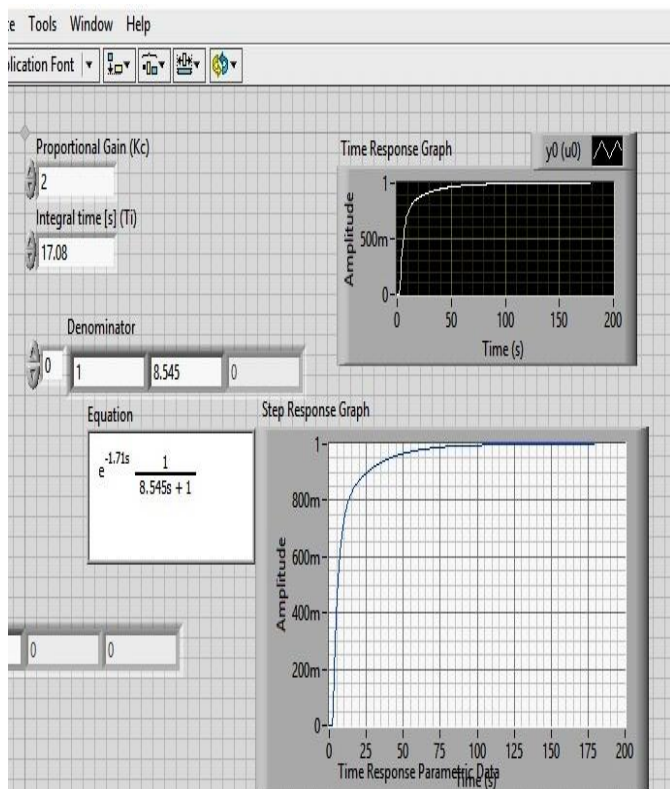 Tools Window Help
lication Font
Proportional Gain (Kc)
2
Integral time [s] (Ti)
17.08
Time Response Graph
y0 (u0)
Amplitude
1-
500m-
0-
0 50 100 150 200
Time (s)
Denominator
0 1 8.545 0
Equation
e^-1.71s 1
8.545s + 1
0 0
Step Response Graph
Amplitude
1-
800m-
600m-
400m-
200m-
0-
0 25 50 75 100 125 150 175 200
Time Response Parametric Data
Time (s)